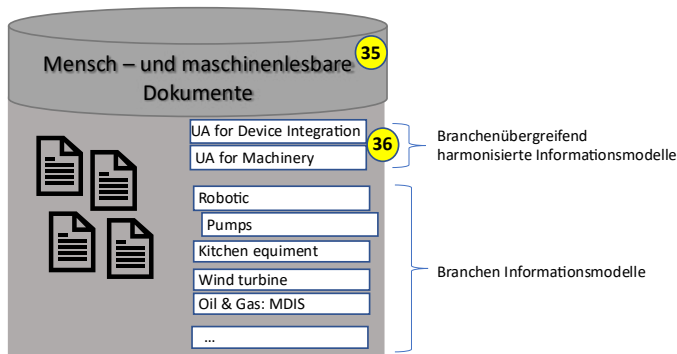 35
Mensch – und maschinenlesbare
Dokumente
UA for Device Integration
36
UA for Machinery
Branchenübergreifend
harmonisierte Informationsmodelle
Robotic
Pumps
Kitchen equiment
Wind turbine
Oil & Gas: MDIS
...
Branchen Informationsmodelle